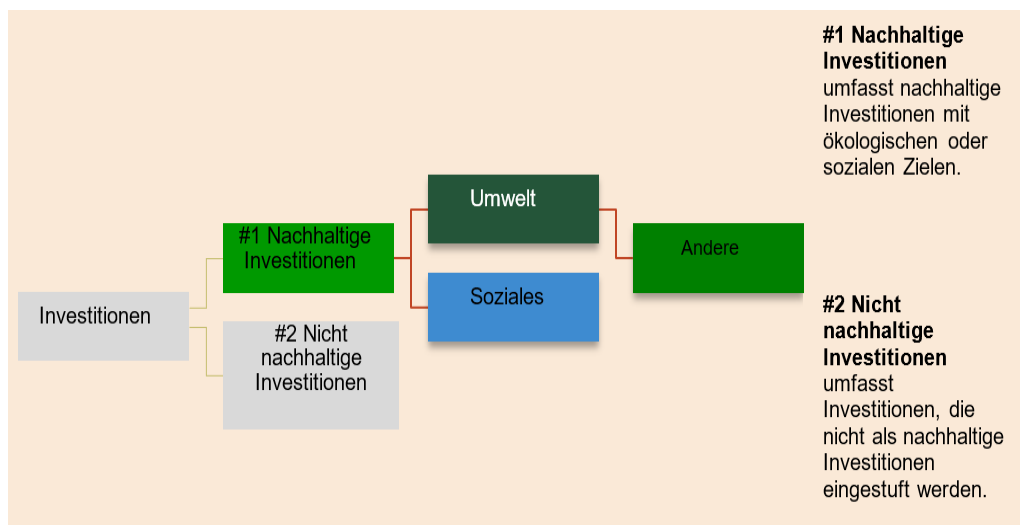 Investitionen
#1 Nachhaltige
Investitionen
#2 Nicht
nachhaltige
Investitionen
Umwelt
Soziales
Andere
#1 Nachhaltige
Investitionen
umfasst nachhaltige
Investitionen mit
ökologischen oder
sozialen Zielen.
#2 Nicht
nachhaltige
Investitionen
umfasst
Investitionen, die
nicht als nachhaltige
Investitionen
eingestuft werden.